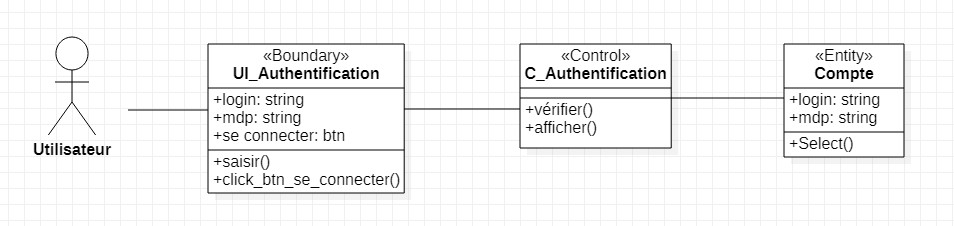 Utilisateur
«Boundary»
UI_Authentification
+login: string
+mdp: string
+se connecter: btn
+saisir()
+click_btn_se_connecter()
«Control»
C_Authentification
+vérifier()
+afficher()
«Entity»
Compte
+login: string
+mdp: string
+Select()